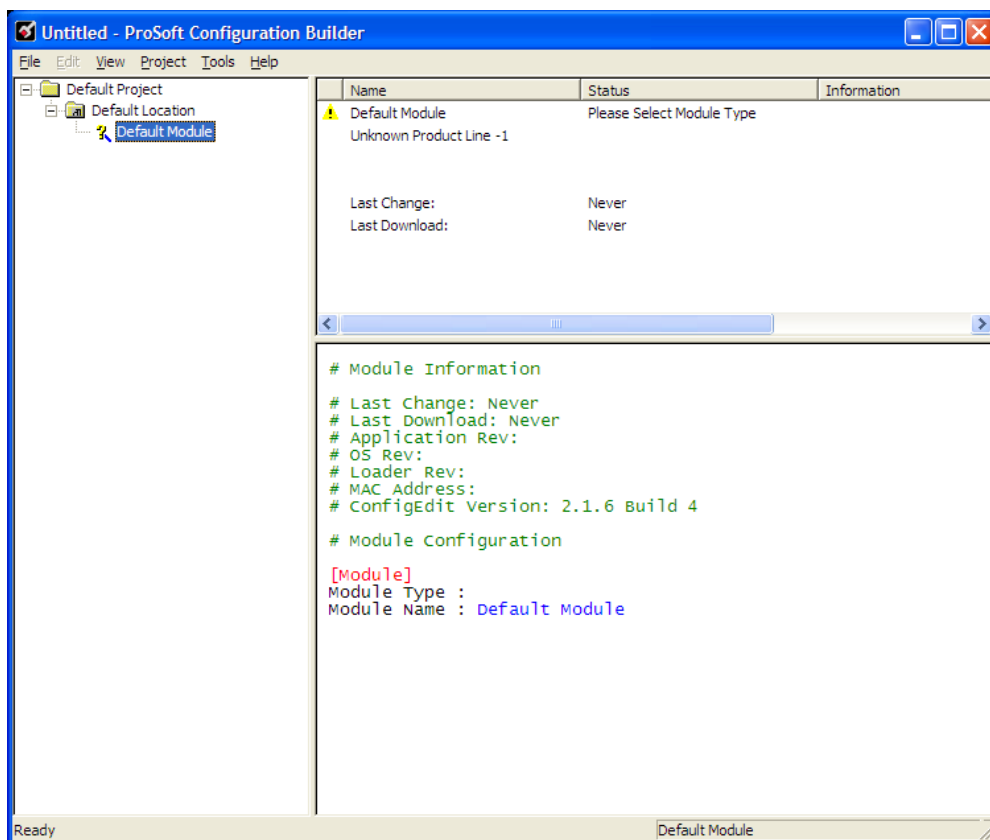 Untitled - ProSoft Configuration Builder
File Edit View Project Tools Help
Default Project
Default Location
Default Module
Name Status Information
Default Module Please Select Module Type
Unknown Product Line -1
Last Change: Never
Last Download: Never
# Module Information
# Last Change: Never
# Last Download: Never
# Application Rev:
# OS Rev:
# Loader Rev:
# MAC Address:
# ConfigEdit Version: 2.1.6 Build 4
# Module Configuration
[Module]
Module Type :
Module Name : Default Module
Ready Default Module